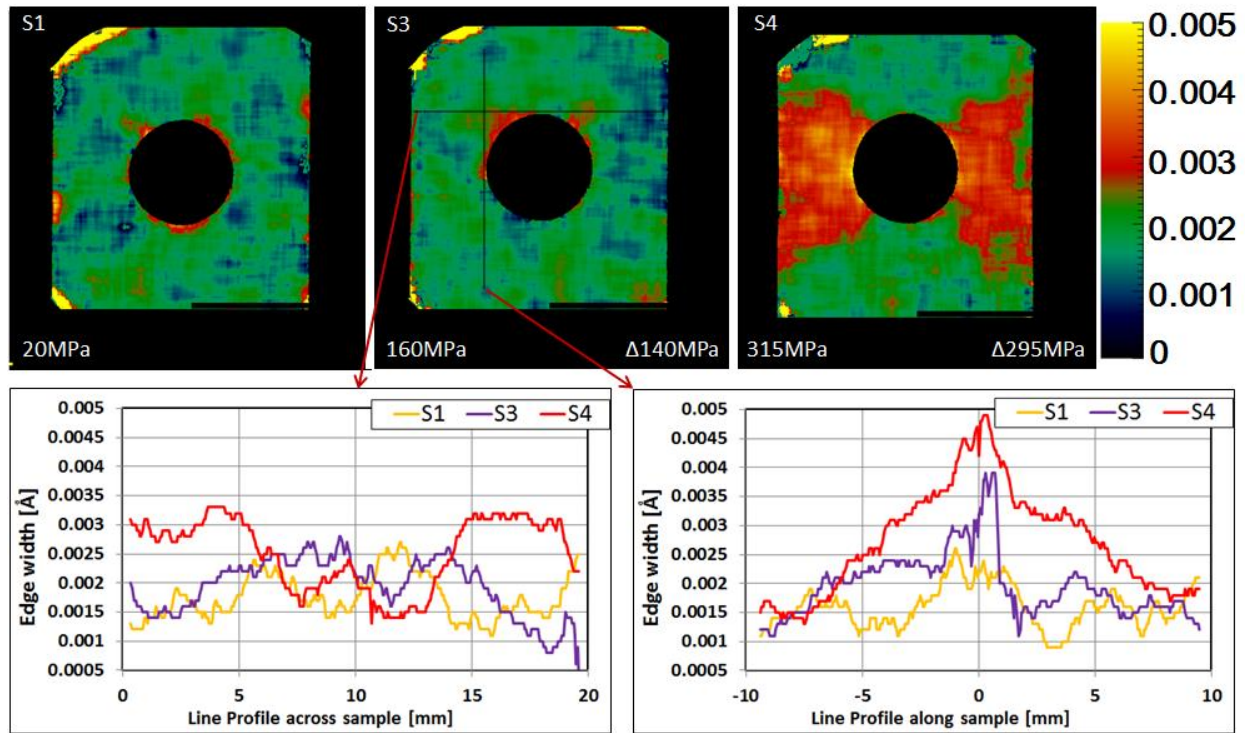 S1
S3
S4
20MPa
160MPa
Δ140MPa
315MPa
Δ295MPa
0.005
0.004
0.003
0.002
0.001
0
Edge width [Å]
0.005
0.0045
0.004
0.0035
0.003
0.0025
0.002
0.0015
0.001
0.0005
S1 S3 S4
0 5 10 15 20
Line Profile across sample [mm]
Edge width [Å]
0.005
0.0045
0.004
0.0035
0.003
0.0025
0.002
0.0015
0.001
0.0005
S1 S3 S4
-10 -5 0 5 10
Line Profile along sample [mm]